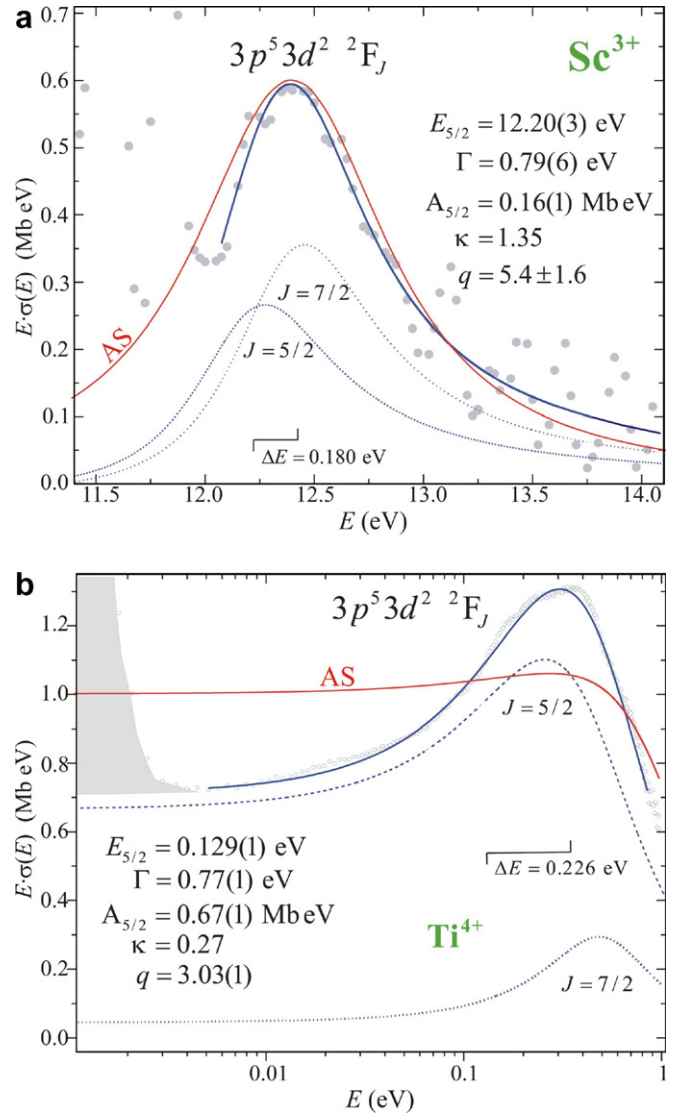 a
0.7
0.6
0.5
0.4
0.3
0.2
0.1
0.0
E·σ(E) (Mb eV)
3p⁵3d² ²F_J
Sc³⁺
E₅/₂ = 12.20(3) eV
Γ = 0.79(6) eV
A₅/₂ = 0.16(1) Mb eV
κ = 1.35
q = 5.4 ± 1.6
AS
J = 7/2
J = 5/2
ΔE = 0.180 eV
11.5 12.0 12.5 13.0 13.5 14.0
E (eV)
b
1.2
1.0
0.8
0.6
0.4
0.2
0.0
E·σ(E) (Mb eV)
3p⁵3d² ²F_J
AS
J = 5/2
ΔE = 0.226 eV
E₅/₂ = 0.129(1) eV
Γ = 0.77(1) eV
A₅/₂ = 0.67(1) Mb eV
κ = 0.27
q = 3.03(1)
Ti⁴⁺
J = 7/2
0.01 0.1 1
E (eV)